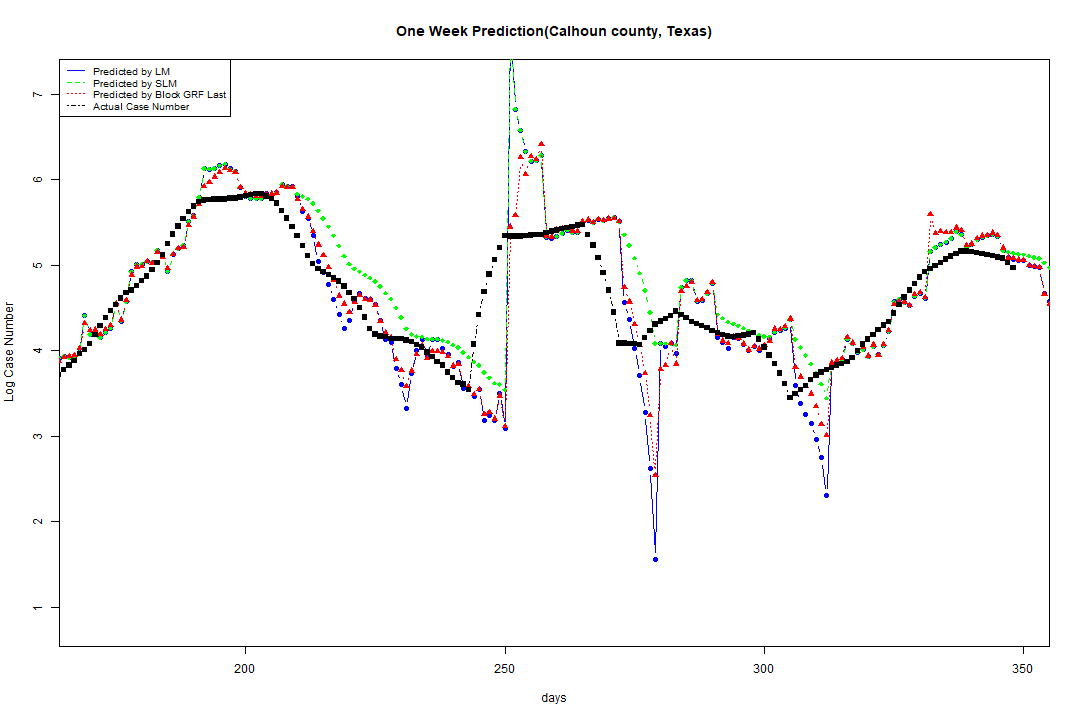 One Week Prediction(Calhoun county, Texas)
Predicted by LM
Predicted by SLM
Predicted by Block GRF Last
Actual Case Number
Log Case Number
7
6
5
4
3
2
1
200 250 300 350
days